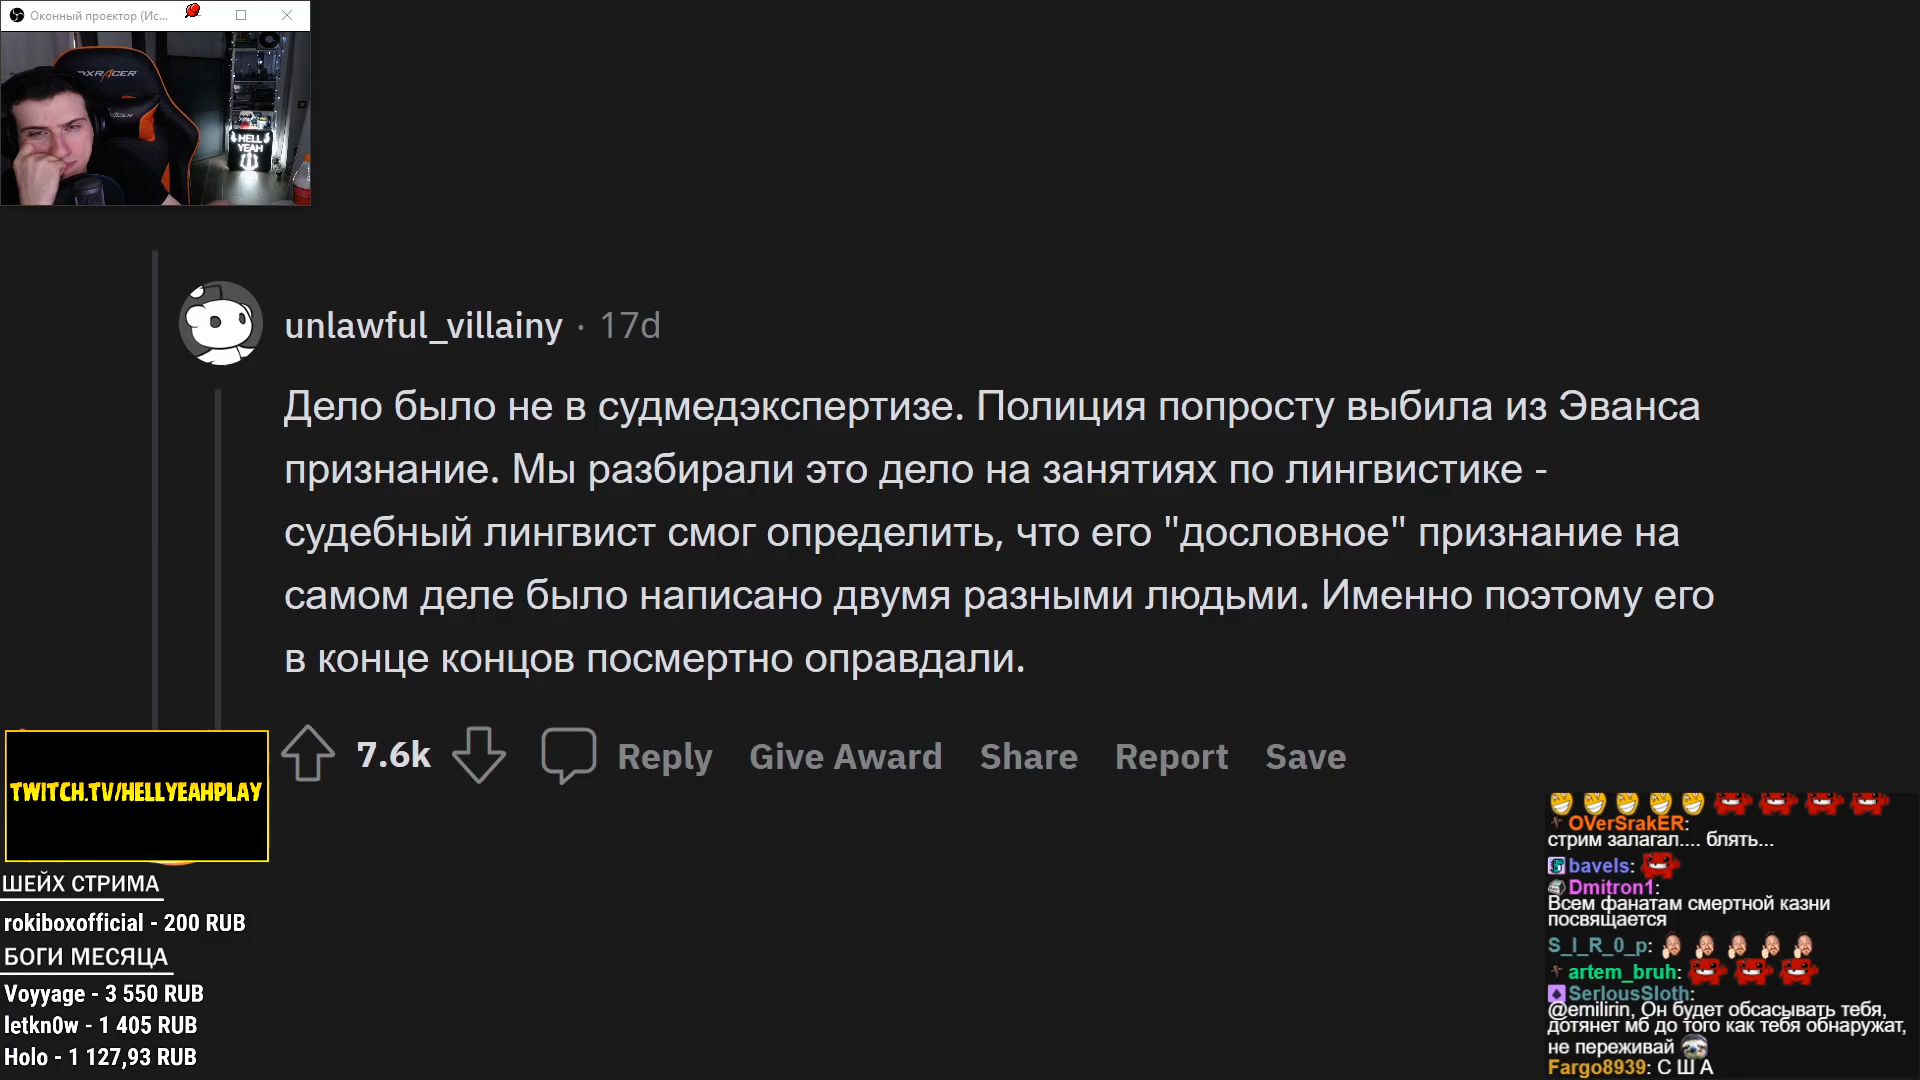 Оконный проектор (Ис...
DXRACER
HELL
YEAH
unlawful_villainy · 17d
Дело было не в судмедэкспертизе. Полиция попросту выбила из Эванса
признание. Мы разбирали это дело на занятиях по лингвистике -
судебный лингвист смог определить, что его "дословное" признание на
самом деле было написано двумя разными людьми. Именно поэтому его
в конце концов посмертно оправдали.
7.6k Reply Give Award Share Report Save
TWITCH.TV/HELLYEAHPLAY
ШЕЙХ СТРИМА
rokiboxofficial - 200 RUB
БОГИ МЕСЯЦА
Voyyage - 3 550 RUB
letkn0w - 1 405 RUB
Holo - 1 127,93 RUB
OVerSrakER:
стрим залагал.... блять...
bavels:
Dmitron1:
Всем фанатам смертной казни
посвящается
S_I_R_0_p:
artem_bruh:
SerlousSloth:
@emilirin, Он будет обсасывать тебя,
дотянет мб до того как тебя обнаружат,
не переживай
Fargo8939: С Ш А